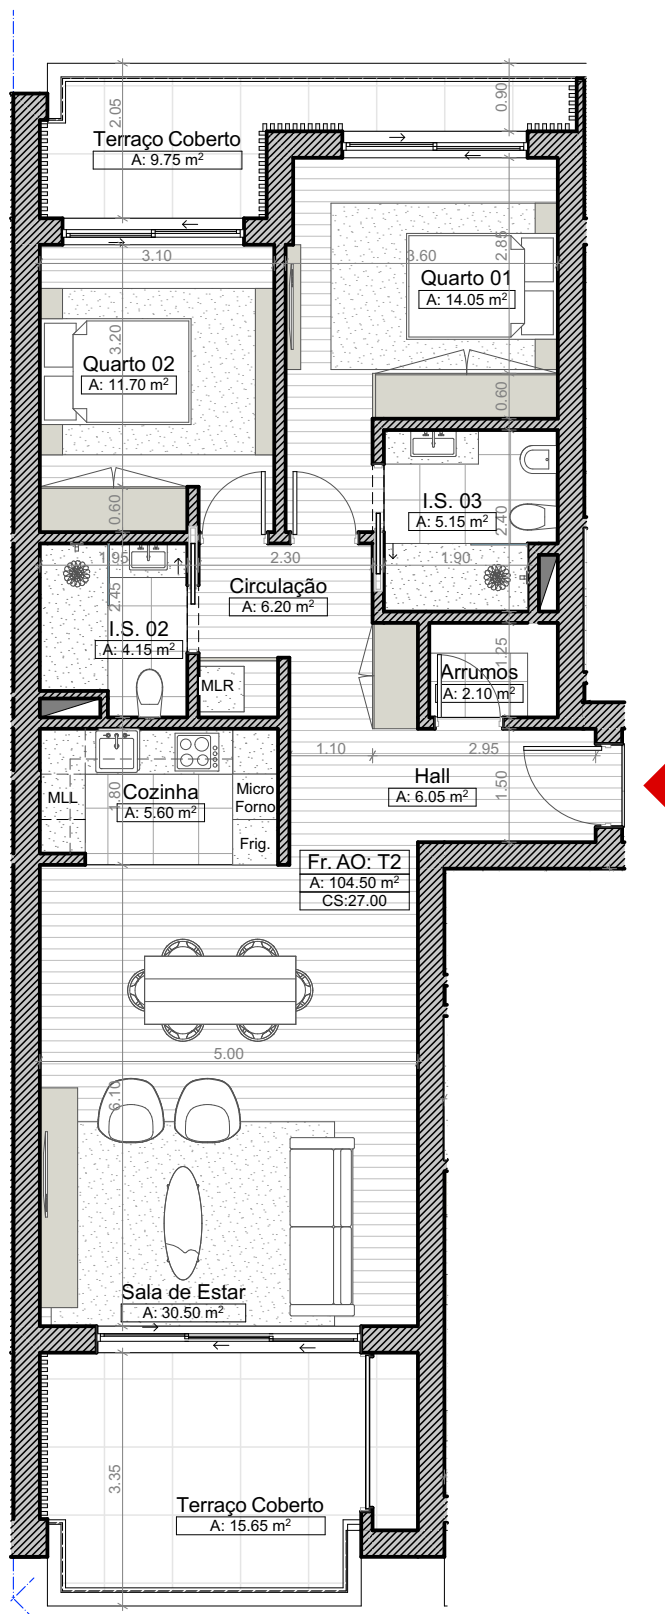 0.90
2.05
Terraço Coberto
A: 9.75 m²
3.10
3.60
2.85
Quarto 01
A: 14.05 m²
3.20
Quarto 02
A: 11.70 m²
0.60
0.60
I.S. 03
A: 5.15 m²
2.40
1.95
2.30
1.90
Circulação
A: 6.20 m²
2.45
I.S. 02
A: 4.15 m²
1.25
Arrumos
A: 2.10 m²
MLR
1.10
2.95
Hall
A: 6.05 m²
1.50
MLL
1.80
Cozinha
A: 5.60 m²
Micro
Forno
Frig.
Fr. AO: T2
A: 104.50 m²
CS:27.00
5.00
6.10
Sala de Estar
A: 30.50 m²
3.35
Terraço Coberto
A: 15.65 m²